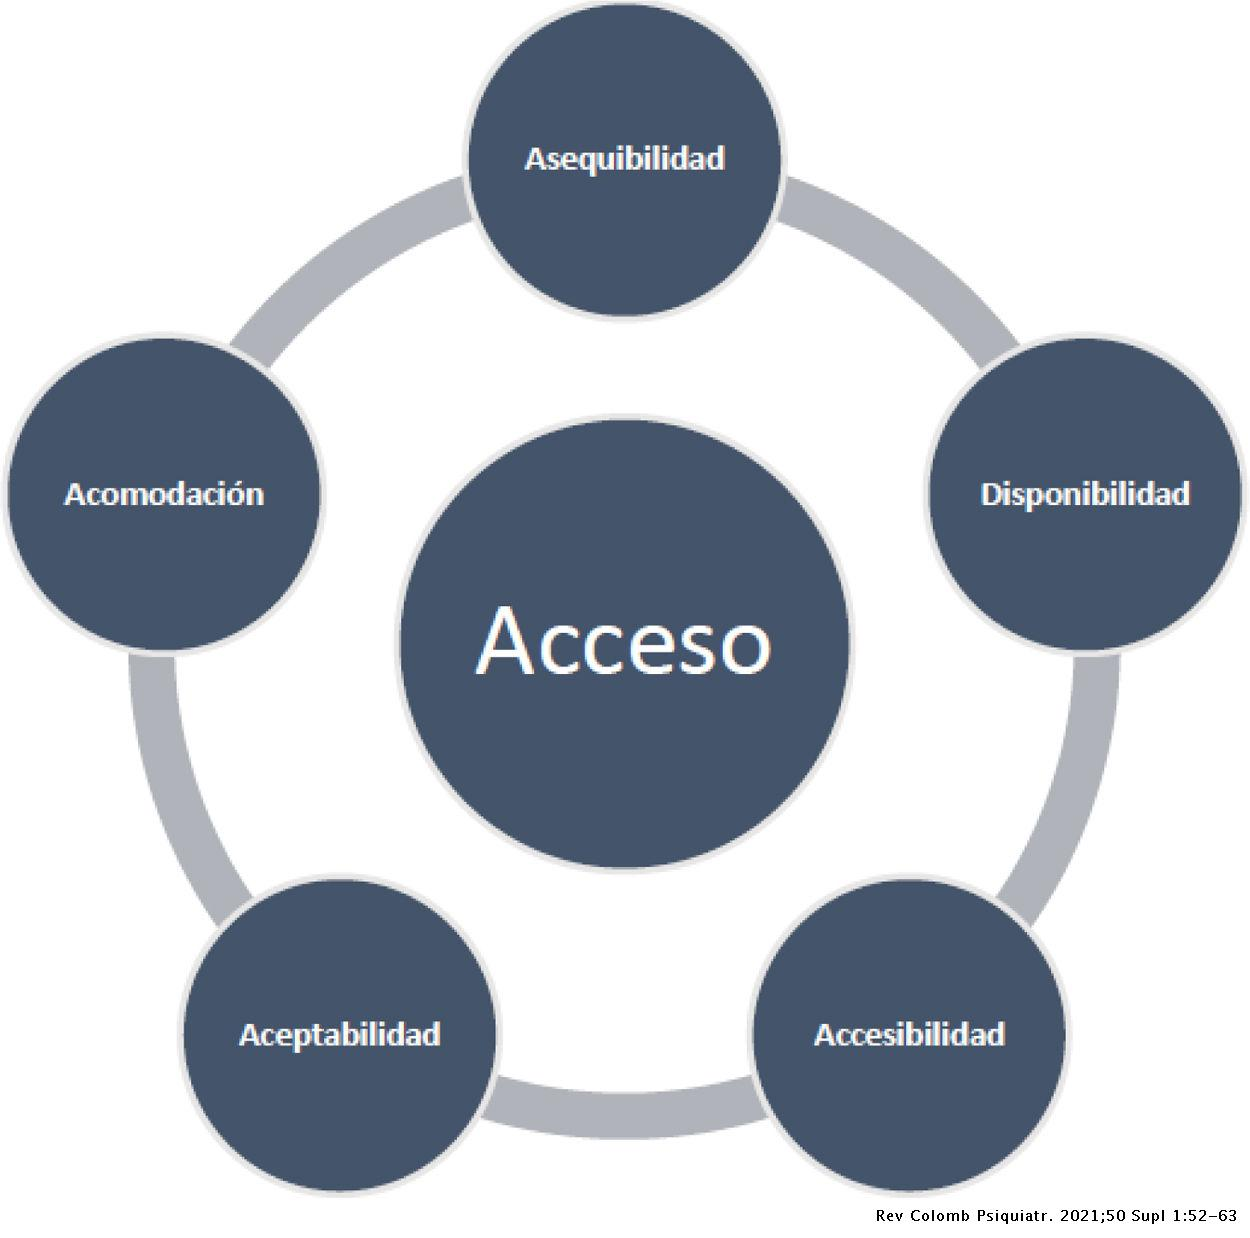 Asequibilidad
Acomodación
Disponibilidad
Acceso
Aceptabilidad
Accesibilidad
Rev Colomb Psiquiatr. 2021;50 Supl 1:52-63